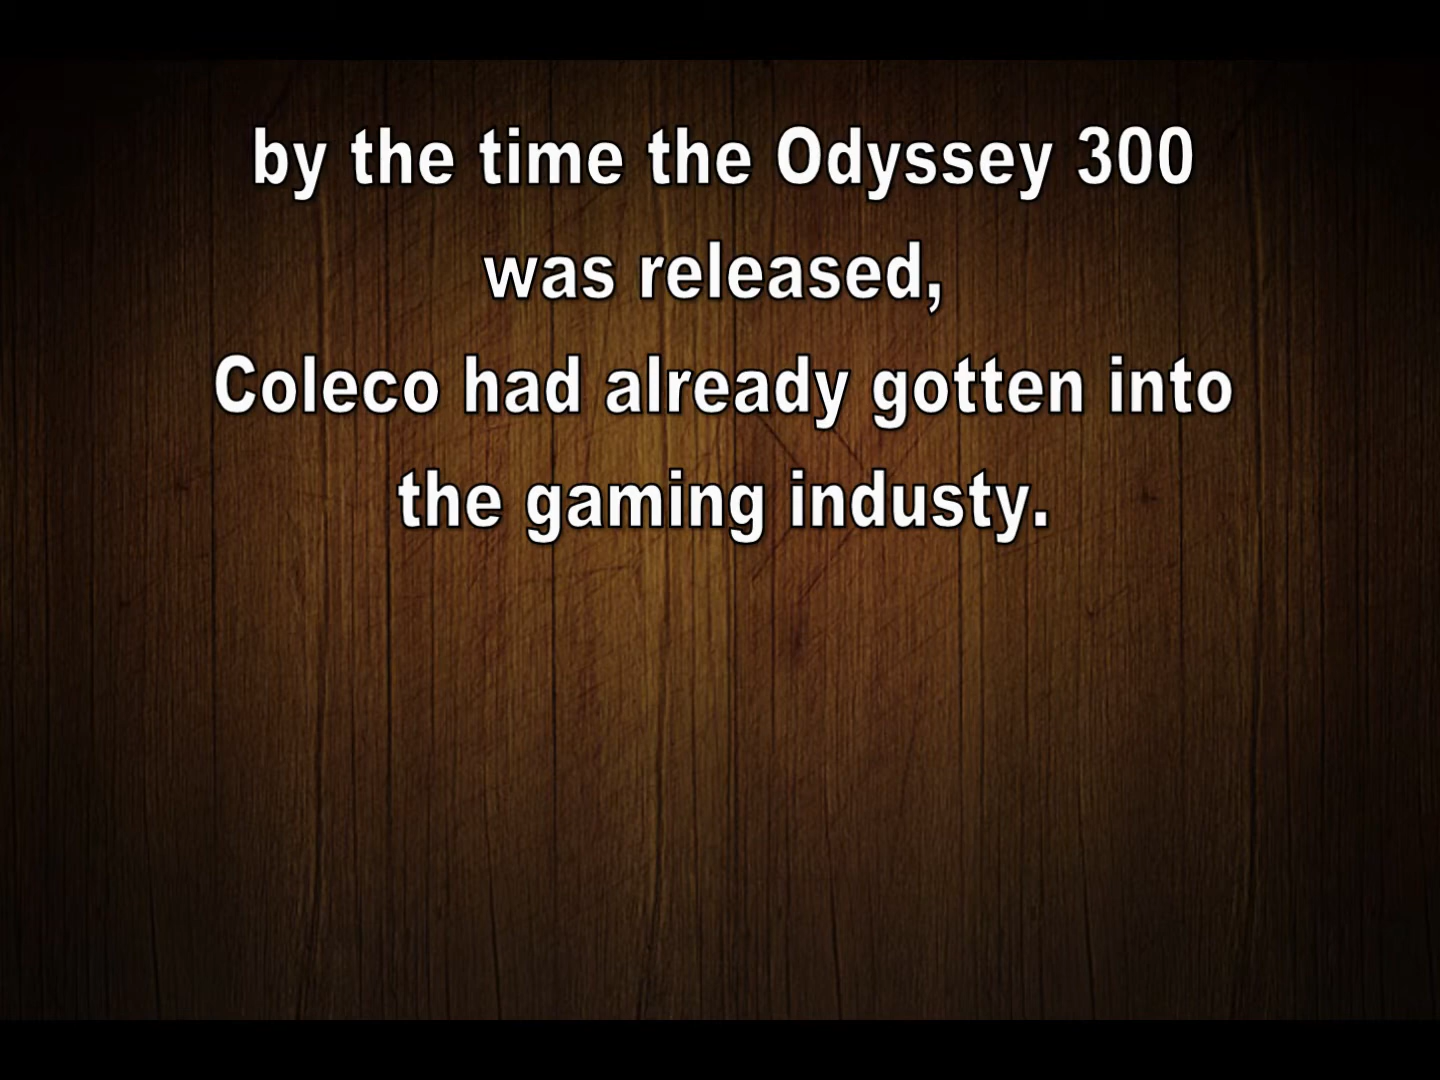 by the time the Odyssey 300
was released,
Coleco had already gotten into
the gaming industy.